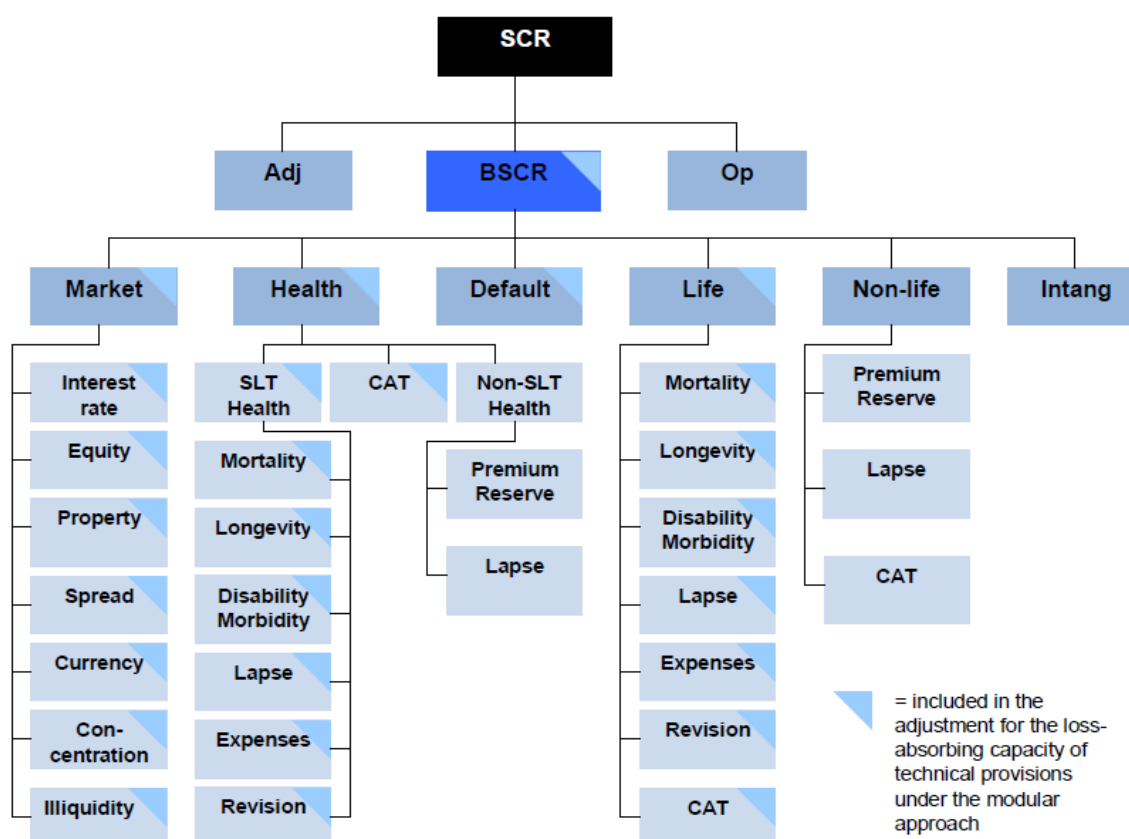 SCR
Adj
BSCR
Op
Market
Health
Default
Life
Non-life
Intang
Interest
rate
Equity
Property
Spread
Currency
Con-
centration
Illiquidity
SLT
Health
CAT
Non-SLT
Health
Mortality
Longevity
Disability
Morbidity
Lapse
Expenses
Revision
Premium
Reserve
Lapse
Mortality
Longevity
Disability
Morbidity
Lapse
Expenses
Revision
CAT
Premium
Reserve
Lapse
CAT
= included in the
adjustment for the loss-
absorbing capacity of
technical provisions
under the modular
approach